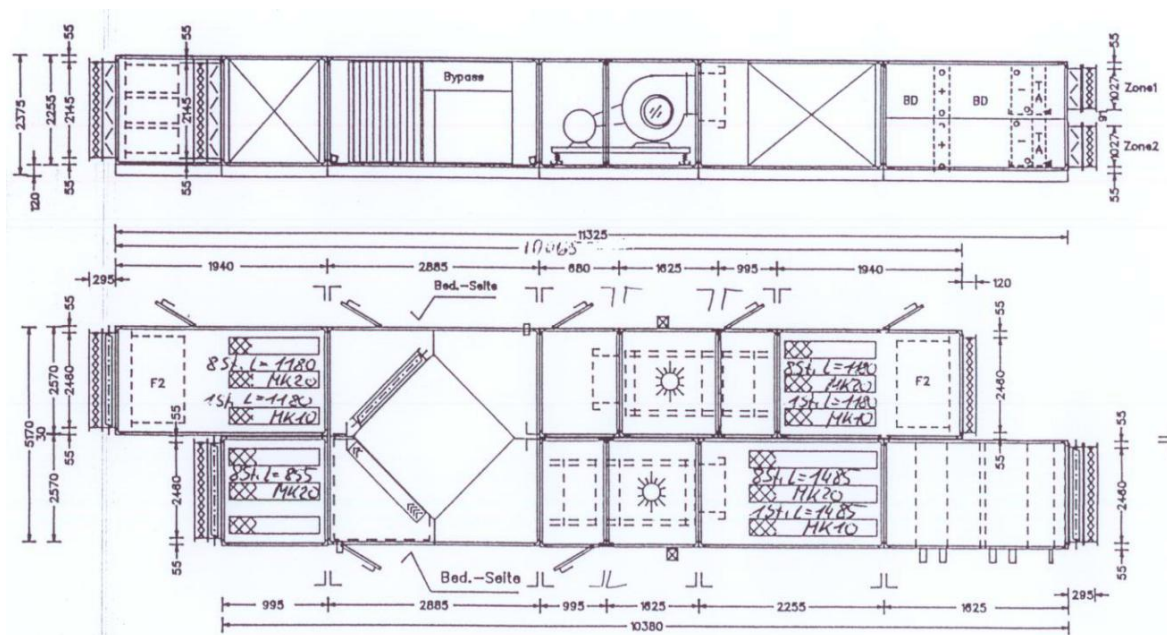 55
55
55
2375
2255
2145
2145
Bypass
BD
BD
T
A
T
A
1027
1027
Zone1
Zone2
120
55
55
55
11325
10065
295
1940
2885
680
1625
995
1940
120
Bed.-Seite
55
5170
2570
2460
F2
8St. L=1180
MK20
1St. L=1180
MK10
8St. L=1180
MK20
1St. L=1180
MK10
F2
55
2460
55
30
55
2570
2460
55
8St. L=855
MK20
8St. L=1485
MK20
1St. L=1485
MK10
55
2460
55
Bed.-Seite
995
2885
995
1625
2255
1625
295
10380